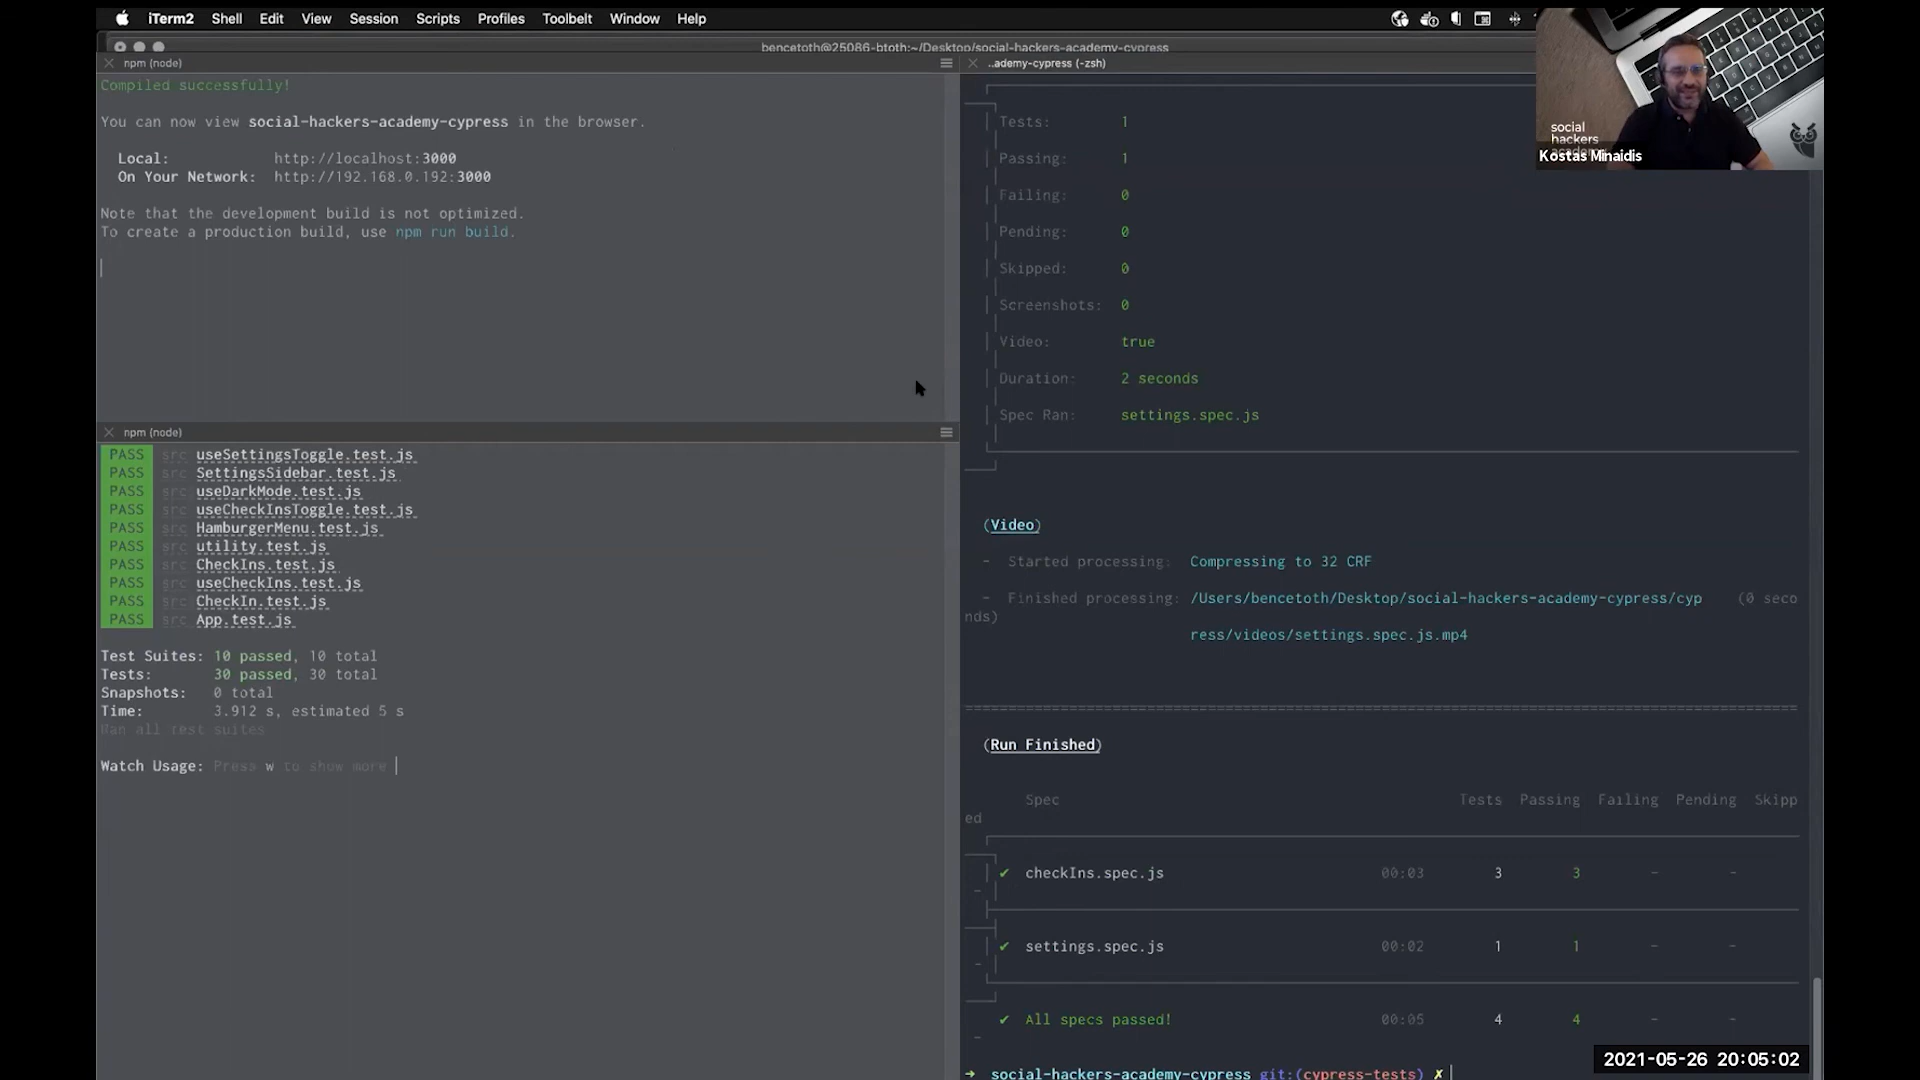 iTerm2 Shell Edit View Session Scripts Profiles Toolbelt Window Help
bencetoth@25086-btoth:~/Desktop/social-hackers-academy-cypress
npm (node)
Compiled successfully!
You can now view social-hackers-academy-cypress in the browser.
Local: http://localhost:3000
On Your Network: http://192.168.0.192:3000
Note that the development build is not optimized.
To create a production build, use npm run build.
npm (node)
PASS src useSettingsToggle.test.js
PASS src SettingsSidebar.test.js
PASS src useDarkMode.test.js
PASS src useCheckInsToggle.test.js
PASS src HamburgerMenu.test.js
PASS src utility.test.js
PASS src CheckIns.test.js
PASS src useCheckIns.test.js
PASS src CheckIn.test.js
PASS src App.test.js
Test Suites: 10 passed, 10 total
Tests: 30 passed, 30 total
Snapshots: 0 total
Time: 3.912 s, estimated 5 s
Ran all test suites
Watch Usage: Press w to show more
..ademy-cypress (-zsh)
Tests: 1
Passing: 1
Failing: 0
Pending: 0
Skipped: 0
Screenshots: 0
Video: true
Duration: 2 seconds
Spec Ran: settings.spec.js
(Video)
- Started processing: Compressing to 32 CRF
- Finished processing: /Users/bencetoth/Desktop/social-hackers-academy-cypress/cyp (0 seco
nds)
ress/videos/settings.spec.js.mp4
(Run Finished)
Spec Tests Passing Failing Pending Skipp
ed
✔ checkIns.spec.js 00:03 3 3 - -
-
✔ settings.spec.js 00:02 1 1 - -
-
✔ All specs passed! 00:05 4 4 - -
-
➜ social-hackers-academy-cypress git:(cypress-tests) ✗
social
hackers
Kostas Minaidis
2021-05-26 20:05:02